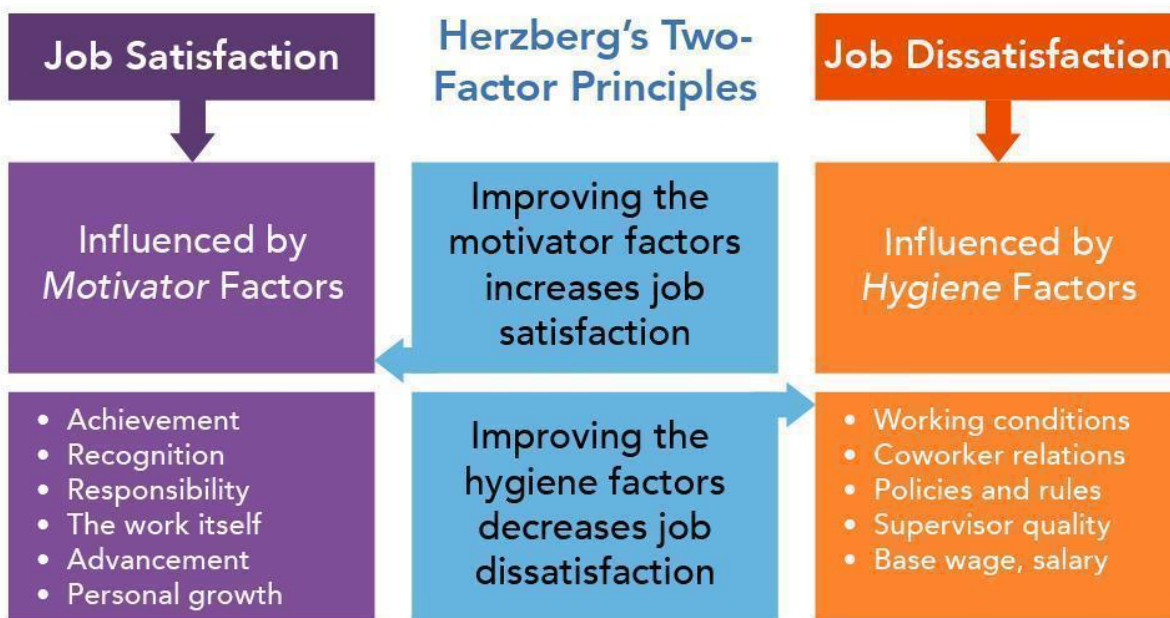 Job Satisfaction
Herzberg's Two-
Factor Principles
Job Dissatisfaction
Influenced by
Motivator Factors
Improving the
motivator factors
increases job
satisfaction
Influenced by
Hygiene Factors
• Achievement
• Recognition
• Responsibility
• The work itself
• Advancement
• Personal growth
Improving the
hygiene factors
decreases job
dissatisfaction
• Working conditions
• Coworker relations
• Policies and rules
• Supervisor quality
• Base wage, salary